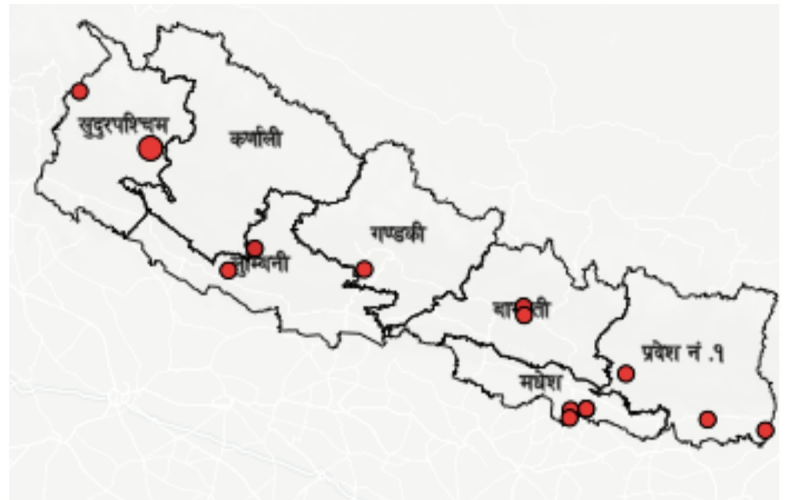 सुदुरपश्चिम
कर्णाली
गण्डकी
प्रदेश नं .१
मधेश